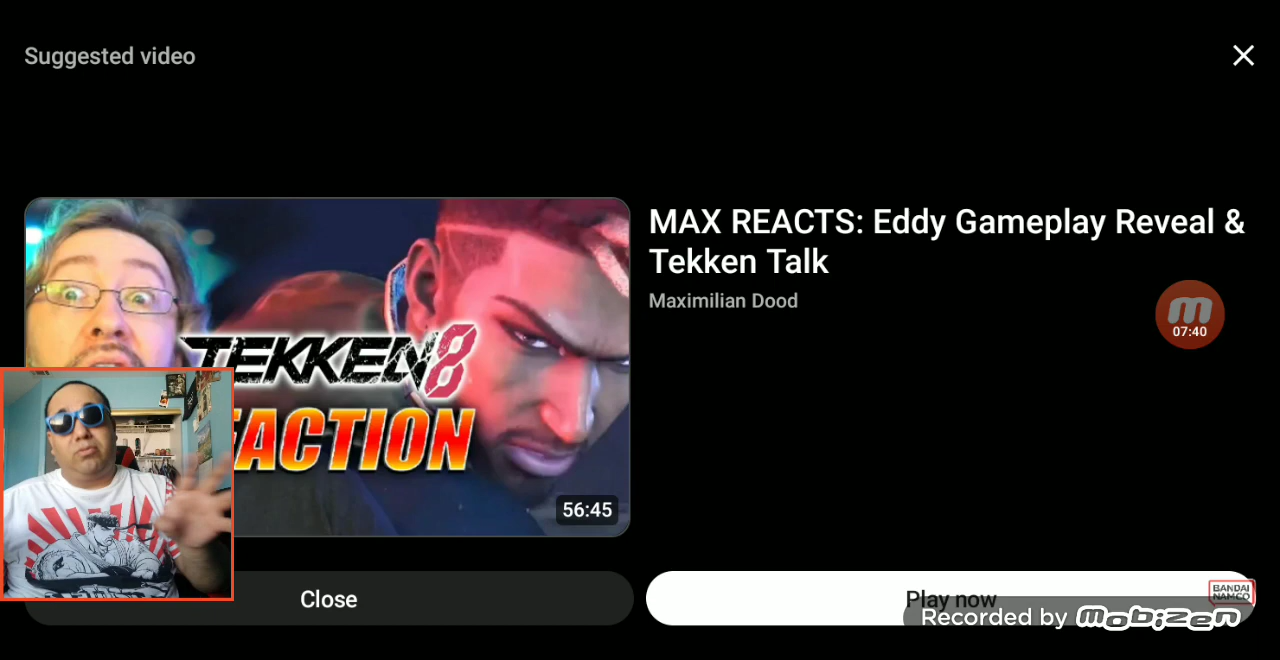 Suggested video
MAX REACTS: Eddy Gameplay Reveal &
Tekken Talk
Maximilian Dood
07:40
TEKKEN 8
EACTION
56:45
Close
Play now
BANDAI
NAMCO
Recorded by mobizen